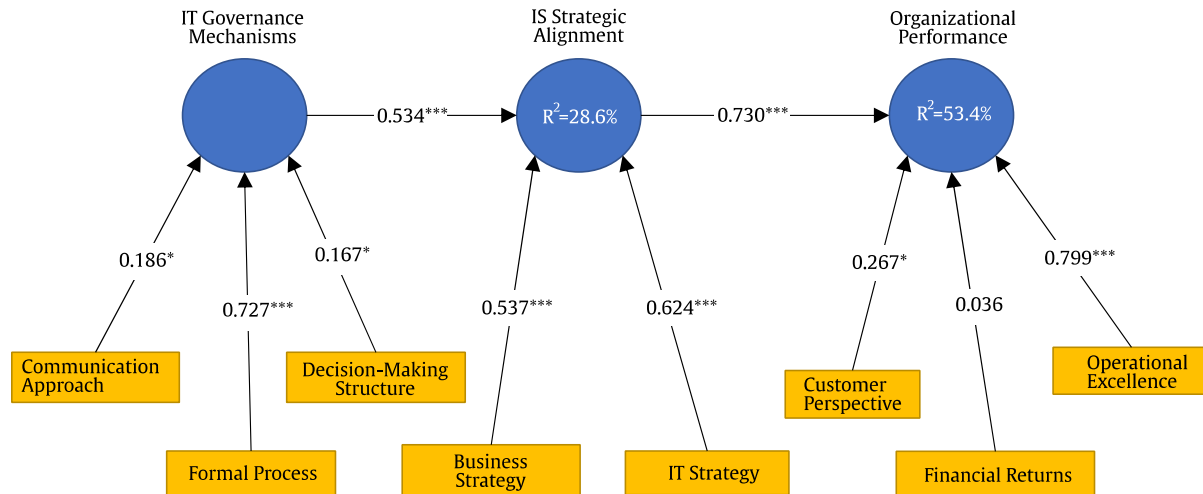 IT Governance
Mechanisms
IS Strategic
Alignment
Organizational
Performance
0.534***
R²=28.6%
0.730***
R²=53.4%
0.186*
0.727***
0.167*
0.537***
0.624***
0.267*
0.036
0.799***
Communication
Approach
Decision-Making
Structure
Customer
Perspective
Operational
Excellence
Formal Process
Business
Strategy
IT Strategy
Financial Returns